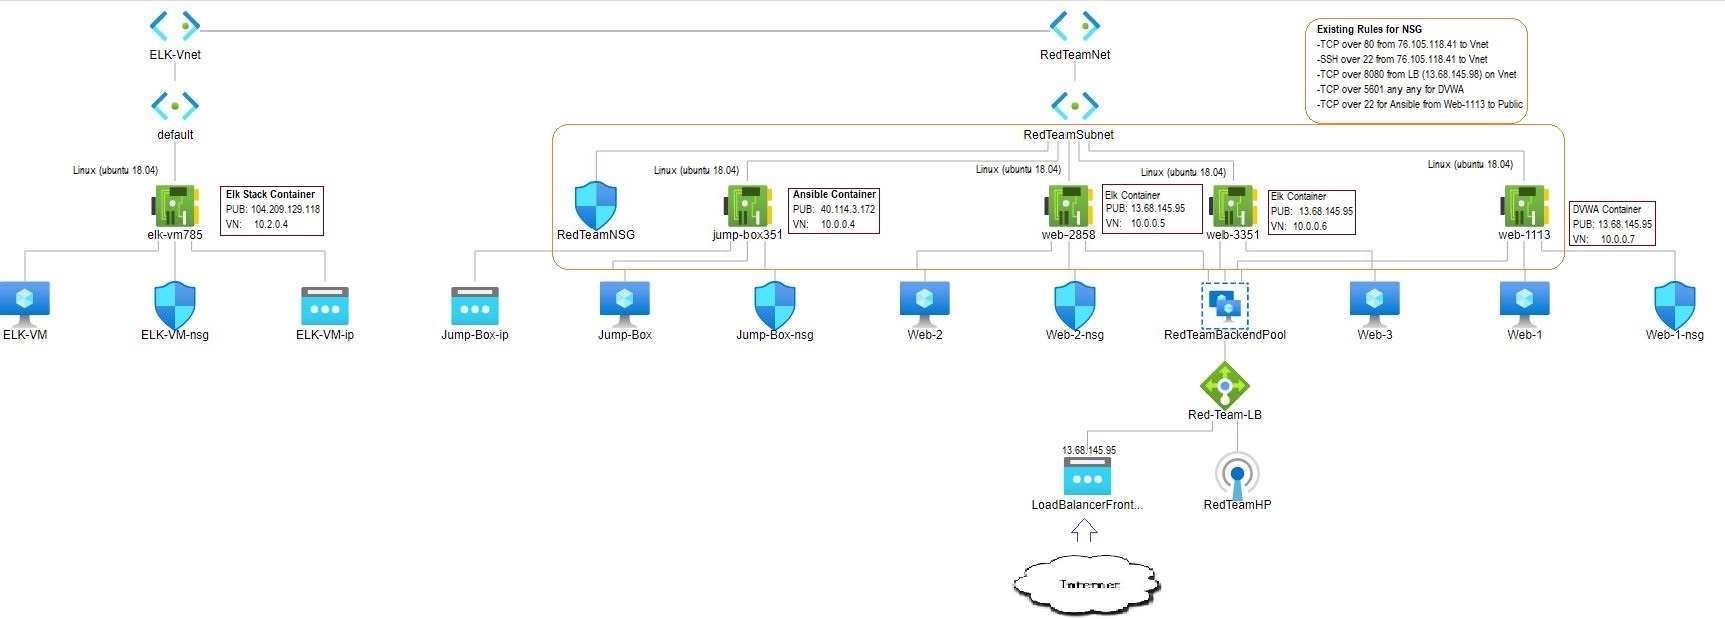 ELK-Vnet
RedTeamNet
Existing Rules for NSG
-TCP over 80 from 76.105.118.41 to Vnet
-SSH over 22 from 76.105.118.41 to Vnet
-TCP over 8080 from LB (13.68.145.98) on Vnet
-TCP over 5601 any any for DVWA
-TCP over 22 for Ansible from Web-1113 to Public
default
RedTeamSubnet
Linux (ubuntu 18.04)
Linux (ubuntu 18.04)
Linux (ubuntu 18.04)
Linux (ubuntu 18.04)
Linux (ubuntu 18.04)
Elk Stack Container
PUB: 104.209.129.118
VN: 10.2.0.4
elk-vm785
RedTeamNSG
Ansible Container
PUB: 40.114.3.172
VN: 10.0.0.4
jump-box351
Elk Container
PUB: 13.68.145.95
VN: 10.0.0.5
web-2858
Elk Container
PUB: 13.68.145.95
VN: 10.0.0.6
web-3351
DVWA Container
PUB: 13.68.145.95
VN: 10.0.0.7
web-1113
ELK-VM
ELK-VM-nsg
ELK-VM-ip
Jump-Box-ip
Jump-Box
Jump-Box-nsg
Web-2
Web-2-nsg
RedTeamBackendPool
Web-3
Web-1
Web-1-nsg
Red-Team-LB
13.68.145.95
LoadBalancerFront...
RedTeamHP
Internet